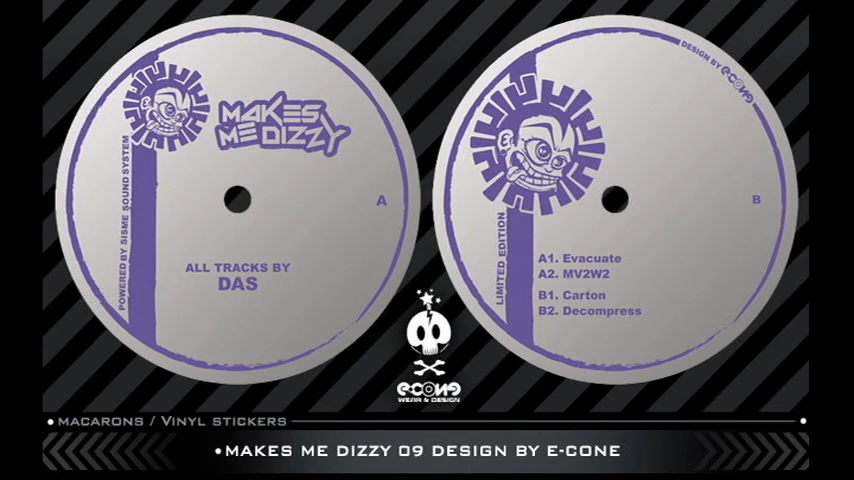 MAKES
ME DIZZY
POWERED BY SISME SOUND SYSTEM
A
ALL TRACKS BY
DAS
DESIGN BY e-cone
LIMITED EDITION
B
A1. Evacuate
A2. MV2W2
B1. Carton
B2. Decompress
e-cone
WEAR & DESIGN
MACARONS / VINYL STICKERS
MAKES ME DIZZY 09 DESIGN BY E-CONE